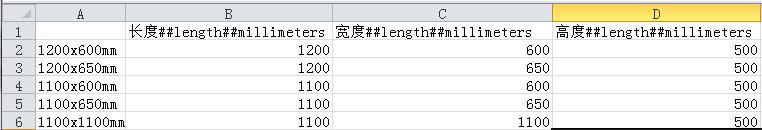 A B C D
1 长度##length##millimeters 宽度##length##millimeters 高度##length##millimeters
2 1200x600mm 1200 600 500
3 1200x650mm 1200 650 500
4 1100x600mm 1100 600 500
5 1100x650mm 1100 650 500
6 1100x1100mm 1100 1100 500